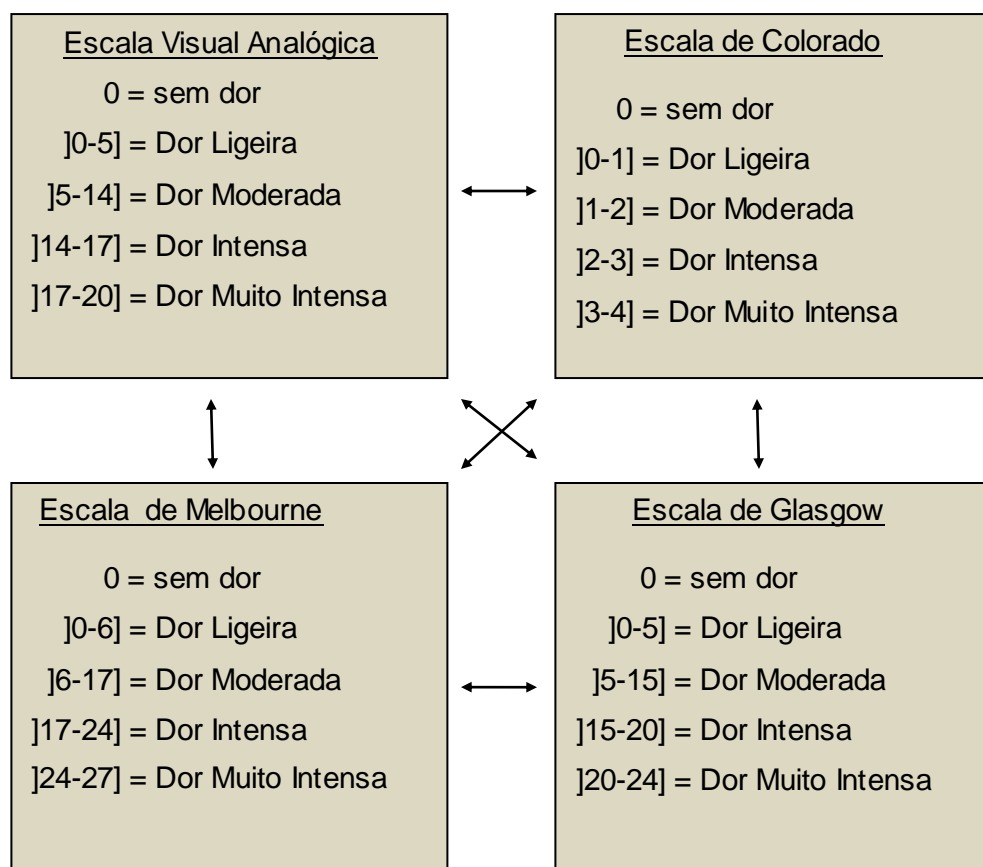 Escala Visual Analógica
0 = sem dor
]0-5] = Dor Ligeira
]5-14] = Dor Moderada
]14-17] = Dor Intensa
]17-20] = Dor Muito Intensa
Escala de Colorado
0 = sem dor
]0-1] = Dor Ligeira
]1-2] = Dor Moderada
]2-3] = Dor Intensa
]3-4] = Dor Muito Intensa
Escala de Melbourne
0 = sem dor
]0-6] = Dor Ligeira
]6-17] = Dor Moderada
]17-24] = Dor Intensa
]24-27] = Dor Muito Intensa
Escala de Glasgow
0 = sem dor
]0-5] = Dor Ligeira
]5-15] = Dor Moderada
]15-20] = Dor Intensa
]20-24] = Dor Muito Intensa